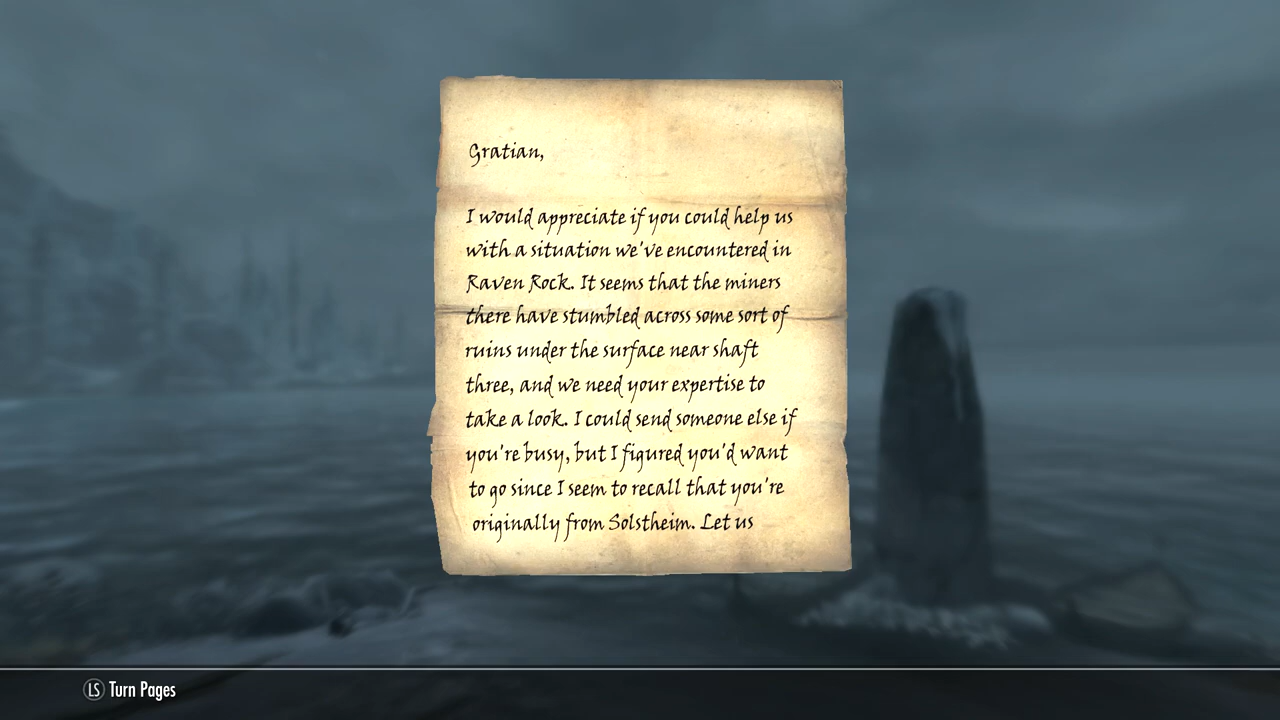 Gratian,
I would appreciate if you could help us
with a situation we've encountered in
Raven Rock. It seems that the miners
there have stumbled across some sort of
ruins under the surface near shaft
three, and we need your expertise to
take a look. I could send someone else if
you're busy, but I figured you'd want
to go since I seem to recall that you're
originally from Solstheim. Let us
LS Turn Pages